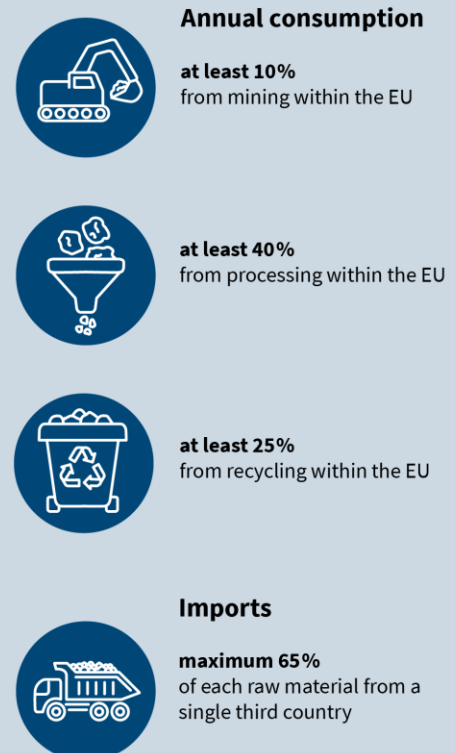 Annual consumption
at least 10%
from mining within the EU
at least 40%
from processing within the EU
at least 25%
from recycling within the EU
Imports
maximum 65%
of each raw material from a
single third country